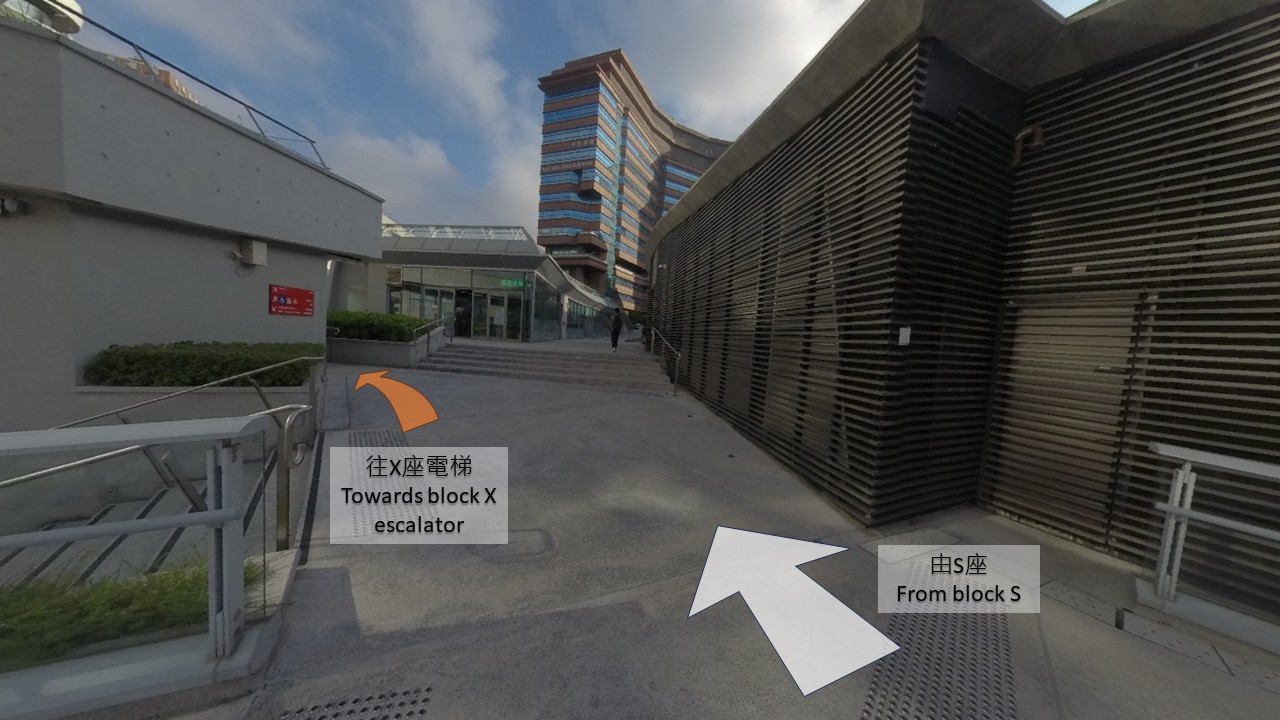 往X座電梯
Towards block X
escalator
由S座
From block S